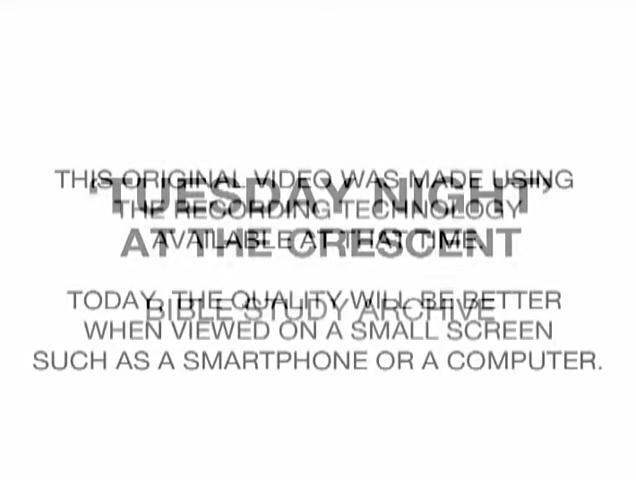 THIS ORIGINAL VIDEO WAS MADE USING
THE RECORDING TECHNOLOGY
AVAILABLE AT THAT TIME.
TODAY, THE QUALITY WILL BE BETTER
WHEN VIEWED ON A SMALL SCREEN
SUCH AS A SMARTPHONE OR A COMPUTER.
‘TUESDAY NIGHT’
AT THE CRESCENT
BIBLE STUDY ARCHIVE